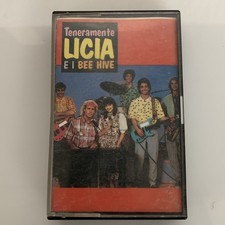 Teneramente
LICIA
E I BEE HIVE